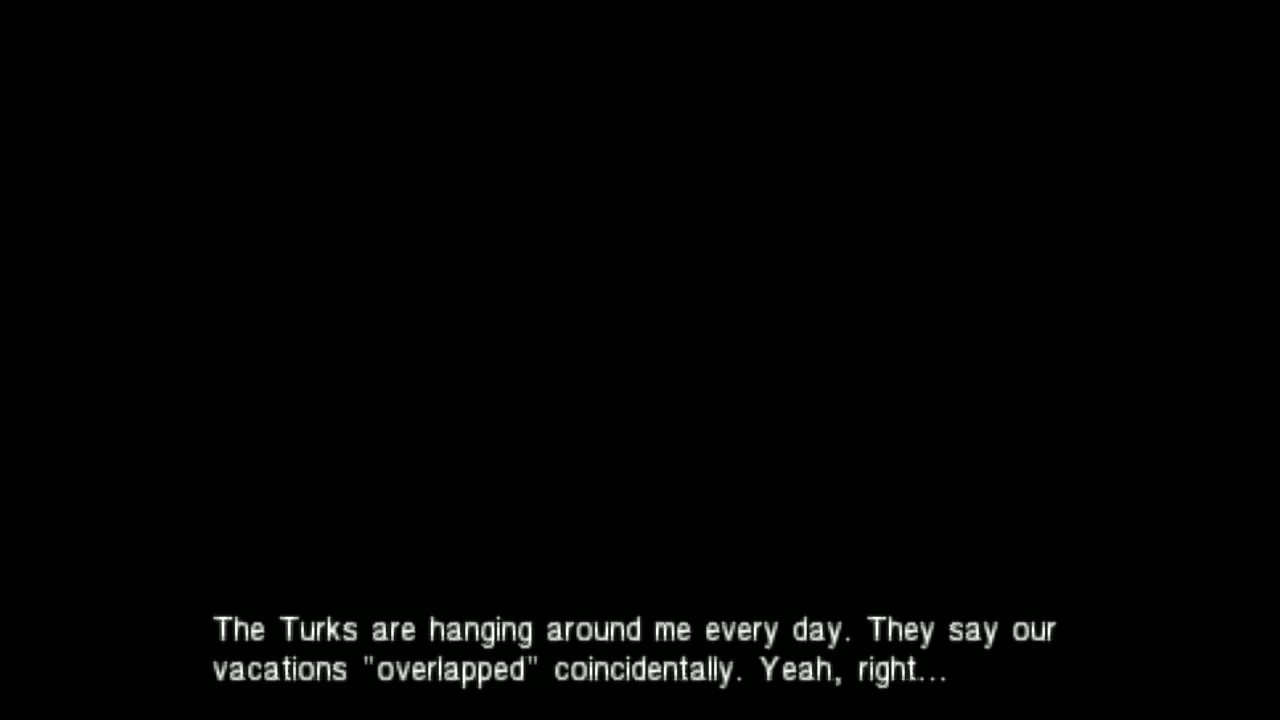 The Turks are hanging around me every day. They say our
vacations "overlapped" coincidentally. Yeah, right...